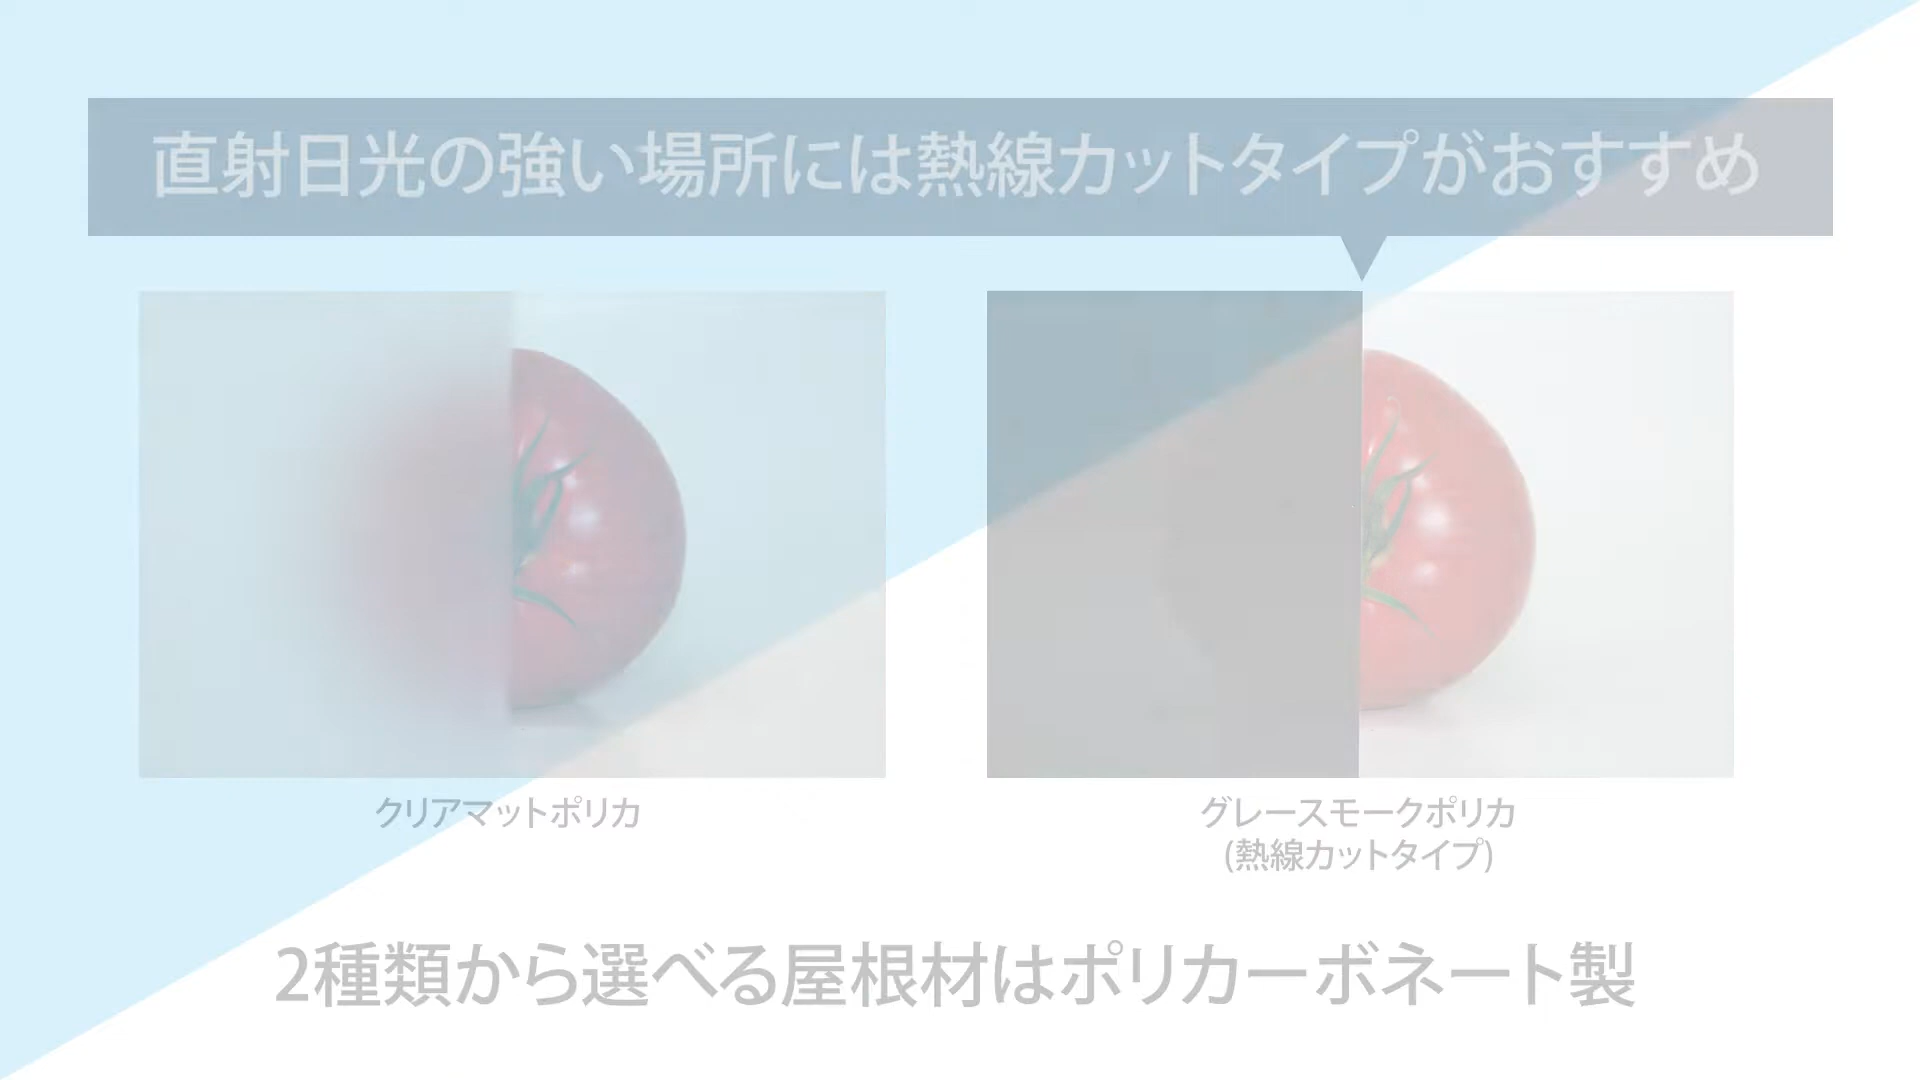 直射日光の強い場所には熱線カットタイプがおすすめ
クリアマットポリカ
グレースモークポリカ
(熱線カットタイプ)
2種類から選べる屋根材はポリカーボネート製